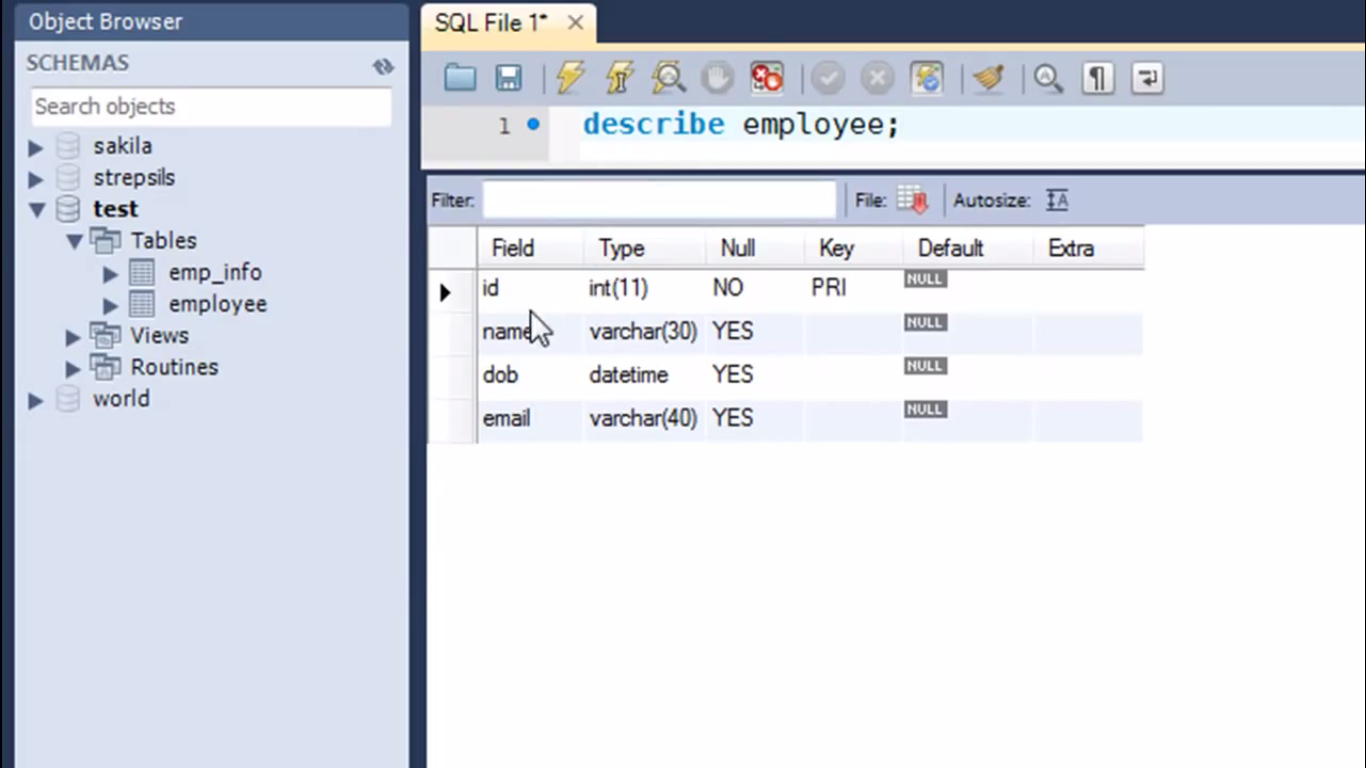 Object Browser
SCHEMAS
Search objects
sakila
strepsils
test
Tables
emp_info
employee
Views
Routines
world
SQL File 1*
1 describe employee;
Filter: File: Autosize:
Field Type Null Key Default Extra
id int(11) NO PRI NULL
name varchar(30) YES NULL
dob datetime YES NULL
email varchar(40) YES NULL